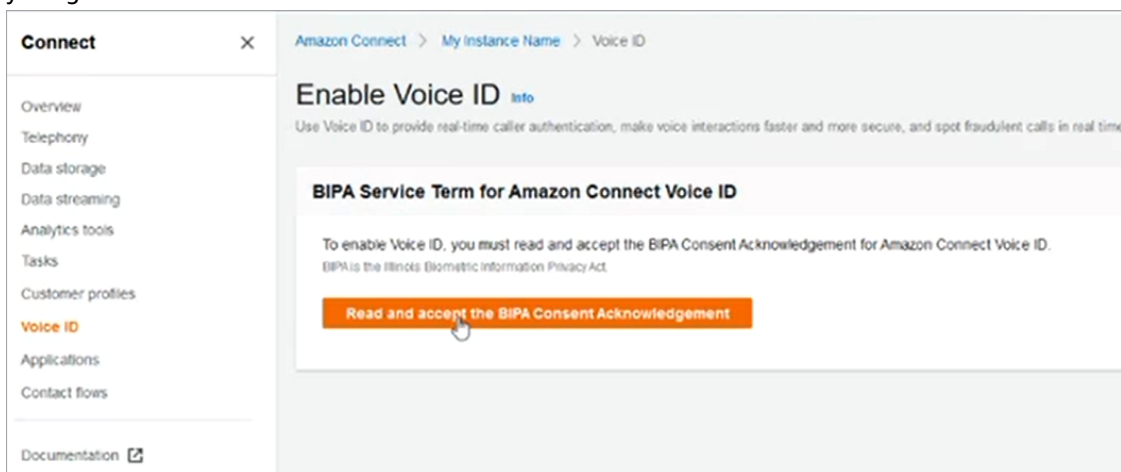 Connect
Overview
Telephony
Data storage
Data streaming
Analytics tools
Tasks
Customer profiles
Voice ID
Applications
Contact flows
Documentation
Amazon Connect > My Instance Name > Voice ID
Enable Voice ID Info
Use Voice ID to provide real-time caller authentication, make voice interactions faster and more secure, and spot fraudulent calls in real time
BIPA Service Term for Amazon Connect Voice ID
To enable Voice ID, you must read and accept the BIPA Consent Acknowledgement for Amazon Connect Voice ID.
BIPA is the Illinois Biometric Information Privacy Act
Read and accept the BIPA Consent Acknowledgement